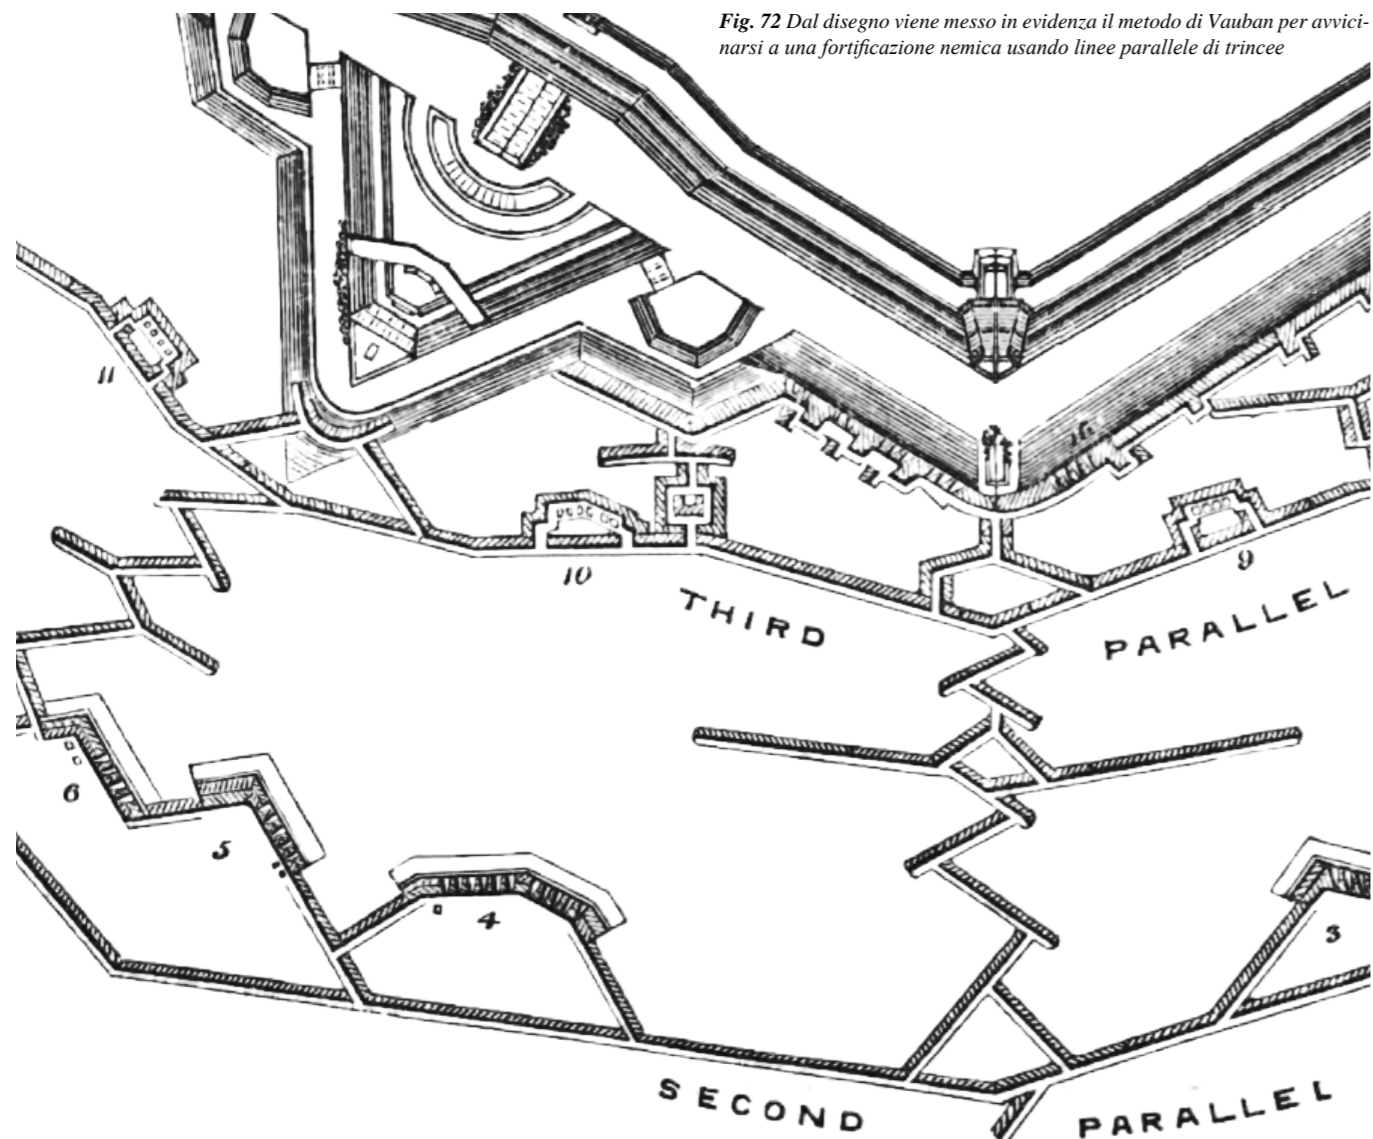 Fig. 72 Dal disegno viene messo in evidenza il metodo di Vauban per avvici-
narsi a una fortificazione nemica usando linee parallele di trincee
11
10
9
THIRD PARALLEL
6
5
4
3
SECOND PARALLEL